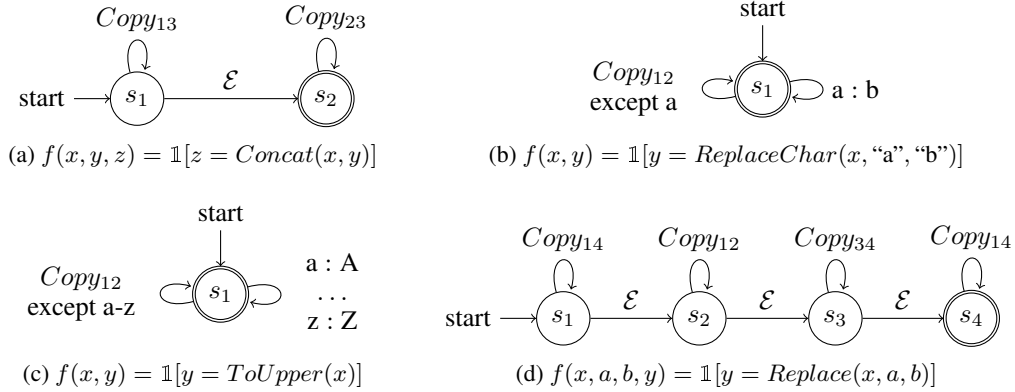 Copy₁₃
Copy₂₃
start
s₁
ℰ
s₂
(a) f(x, y, z) = 𝟙[z = Concat(x, y)]
start
Copy₁₂
except a
s₁
a : b
(b) f(x, y) = 𝟙[y = ReplaceChar(x, “a”, “b”)]
start
Copy₁₂
except a-z
s₁
a : A
. . .
z : Z
(c) f(x, y) = 𝟙[y = ToUpper(x)]
Copy₁₄
Copy₁₂
Copy₃₄
Copy₁₄
start
s₁
ℰ
s₂
ℰ
s₃
ℰ
s₄
(d) f(x, a, b, y) = 𝟙[y = Replace(x, a, b)]